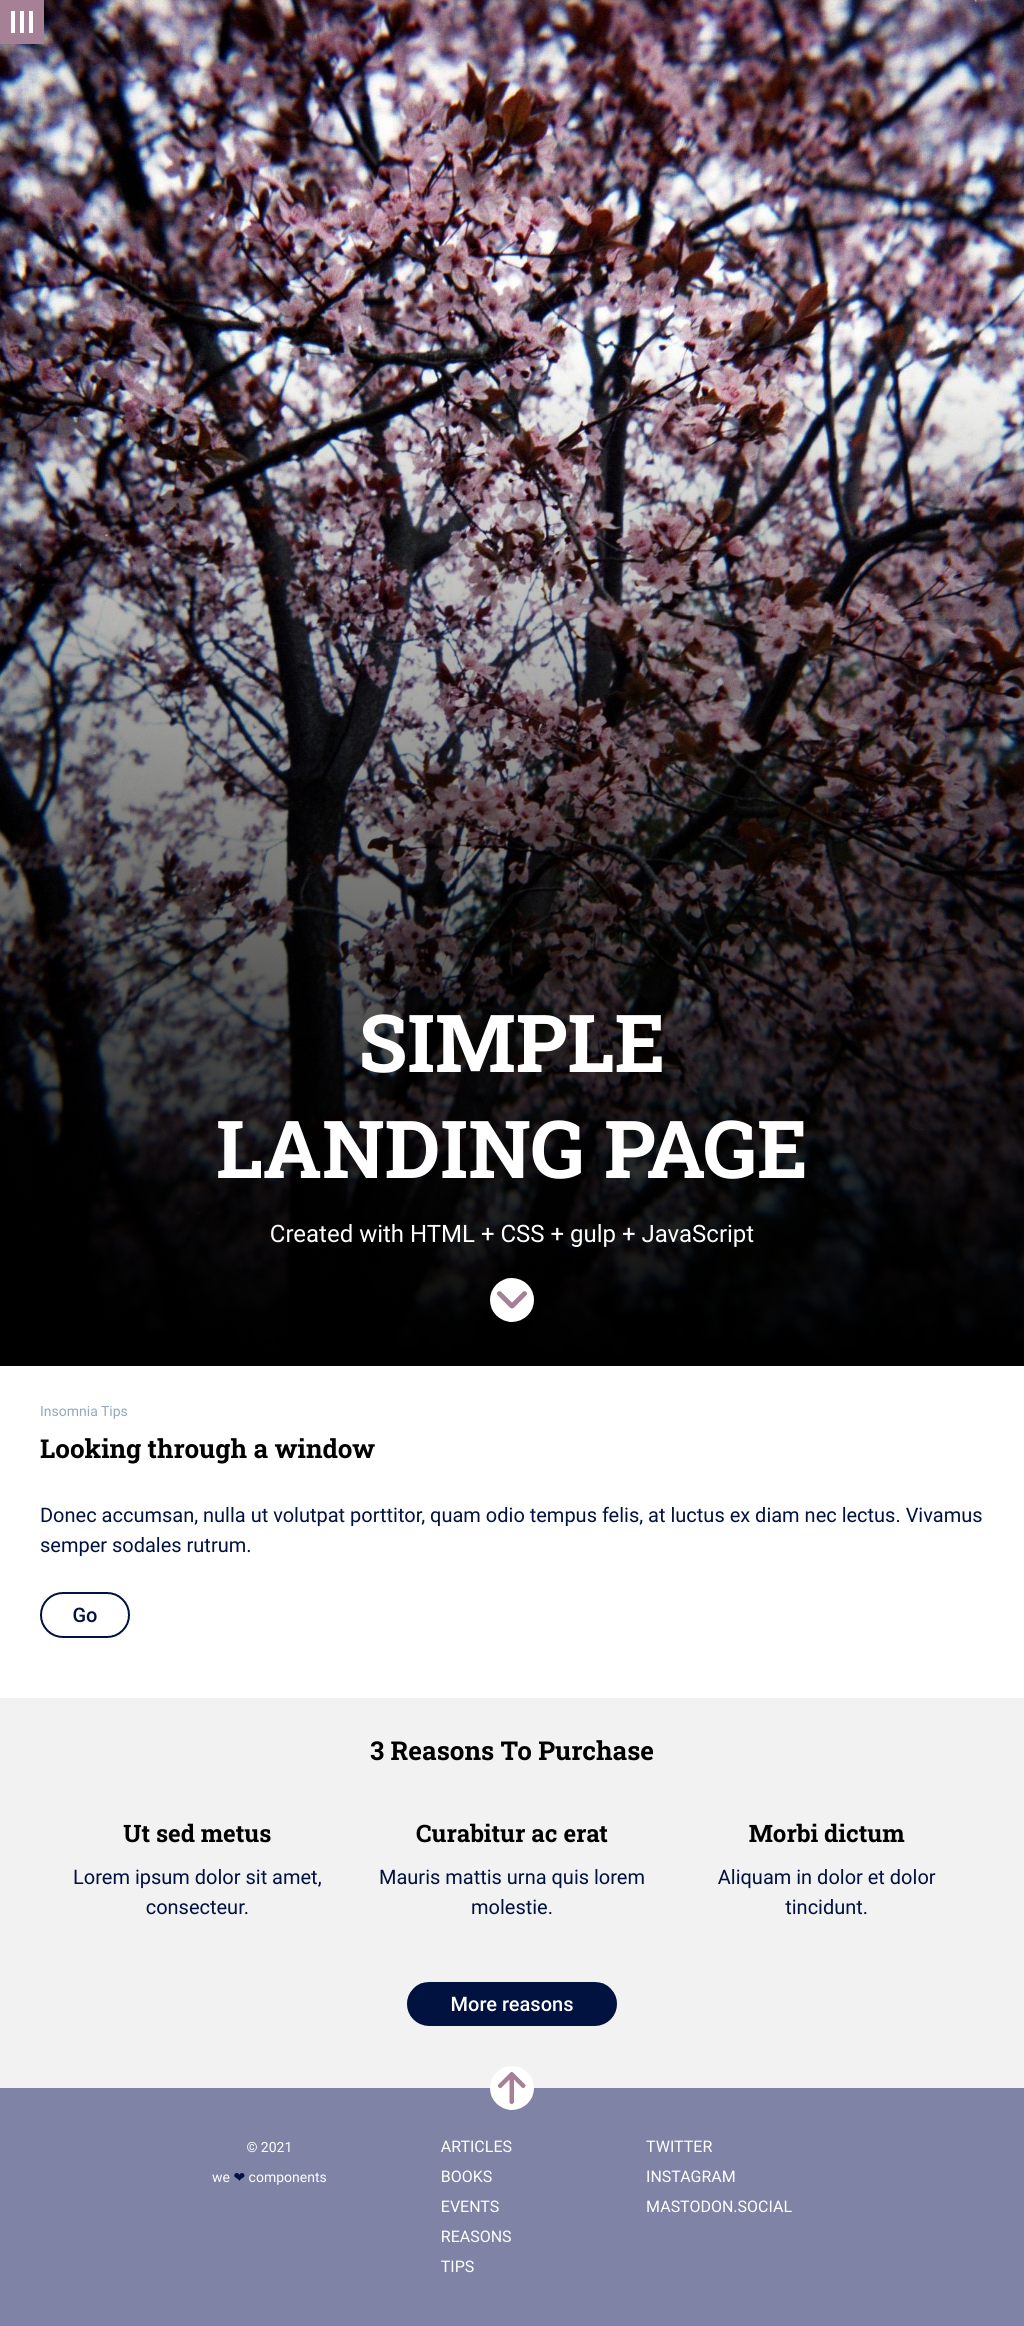 SIMPLE
LANDING PAGE
Created with HTML + CSS + gulp + JavaScript
Insomnia Tips
Looking through a window
Donec accumsan, nulla ut volutpat porttitor, quam odio tempus felis, at luctus ex diam nec lectus. Vivamus
semper sodales rutrum.
Go
3 Reasons To Purchase
Ut sed metus
Lorem ipsum dolor sit amet,
consecteur.
Curabitur ac erat
Mauris mattis urna quis lorem
molestie.
Morbi dictum
Aliquam in dolor et dolor
tincidunt.
More reasons
© 2021
we ❤ components
ARTICLES
BOOKS
EVENTS
REASONS
TIPS
TWITTER
INSTAGRAM
MASTODON.SOCIAL